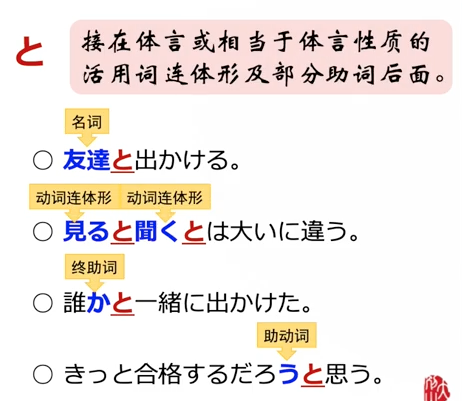 と
接在体言或相当于体言性质的
活用词连体形及部分助词后面。
名词
○ 友達と出かける。
动词连体形 动词连体形
○ 見ると聞くとは大いに違う。
终助词
○ 誰かと一緒に出かけた。
助动词
○ きっと合格するだろうと思う。